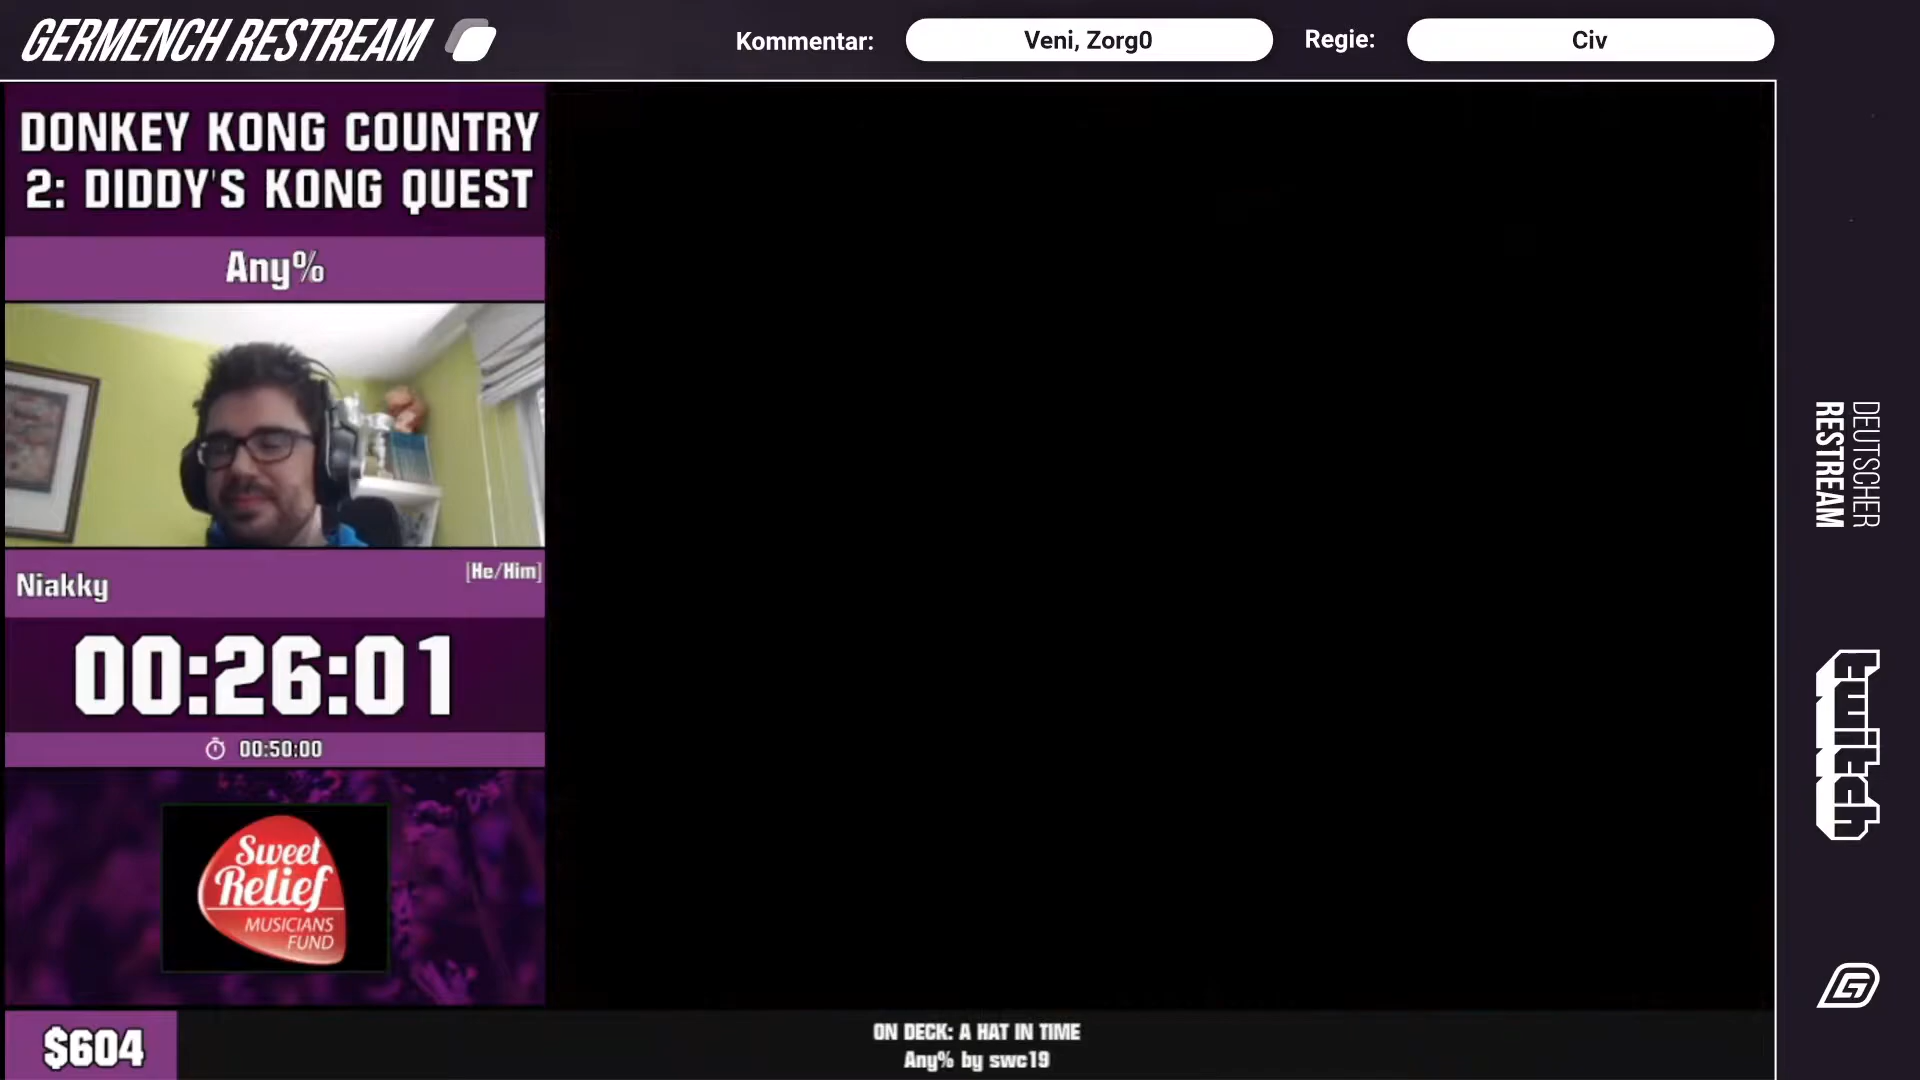 GERMENCH RESTREAM
Kommentar:
Veni, Zorg0
Regie:
Civ
DONKEY KONG COUNTRY
2: DIDDY'S KONG QUEST
Any%
Niakky
[He/Him]
00:26:01
00:50:00
Sweet
Relief
MUSICIANS
FUND
$604
ON DECK: A HAT IN TIME
Any% by swc19
DEUTSCHER
RESTREAM
twitch
G